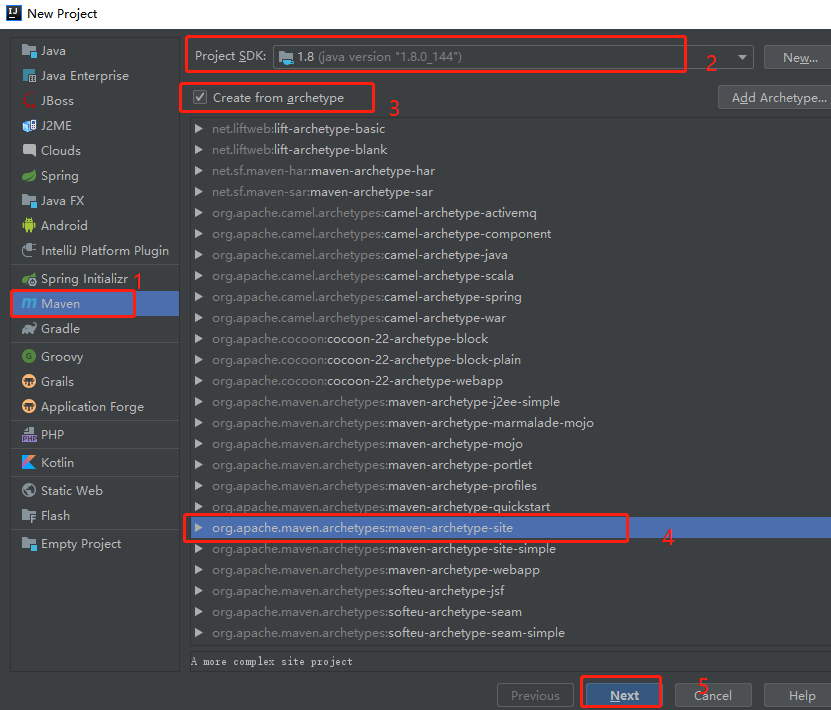 New Project
Java
Java Enterprise
JBoss
J2ME
Clouds
Spring
Java FX
Android
IntelliJ Platform Plugin
Spring Initializr
1
Maven
Gradle
Groovy
Grails
Application Forge
PHP
Kotlin
Static Web
Flash
Empty Project
Project SDK: 1.8 (java version "1.8.0_144") 2 New...
Create from archetype 3 Add Archetype...
net.liftweb:lift-archetype-basic
net.liftweb:lift-archetype-blank
net.sf.maven-har:maven-archetype-har
net.sf.maven-sar:maven-archetype-sar
org.apache.camel.archetypes:camel-archetype-activemq
org.apache.camel.archetypes:camel-archetype-component
org.apache.camel.archetypes:camel-archetype-java
org.apache.camel.archetypes:camel-archetype-scala
org.apache.camel.archetypes:camel-archetype-spring
org.apache.camel.archetypes:camel-archetype-war
org.apache.cocoon:cocoon-22-archetype-block
org.apache.cocoon:cocoon-22-archetype-block-plain
org.apache.cocoon:cocoon-22-archetype-webapp
org.apache.maven.archetypes:maven-archetype-j2ee-simple
org.apache.maven.archetypes:maven-archetype-marmalade-mojo
org.apache.maven.archetypes:maven-archetype-mojo
org.apache.maven.archetypes:maven-archetype-portlet
org.apache.maven.archetypes:maven-archetype-profiles
org.apache.maven.archetypes:maven-archetype-quickstart
org.apache.maven.archetypes:maven-archetype-site
4
org.apache.maven.archetypes:maven-archetype-site-simple
org.apache.maven.archetypes:maven-archetype-webapp
org.apache.maven.archetypes:softeu-archetype-jsf
org.apache.maven.archetypes:softeu-archetype-seam
org.apache.maven.archetypes:softeu-archetype-seam-simple
A more complex site project
Previous Next 5 Cancel Help